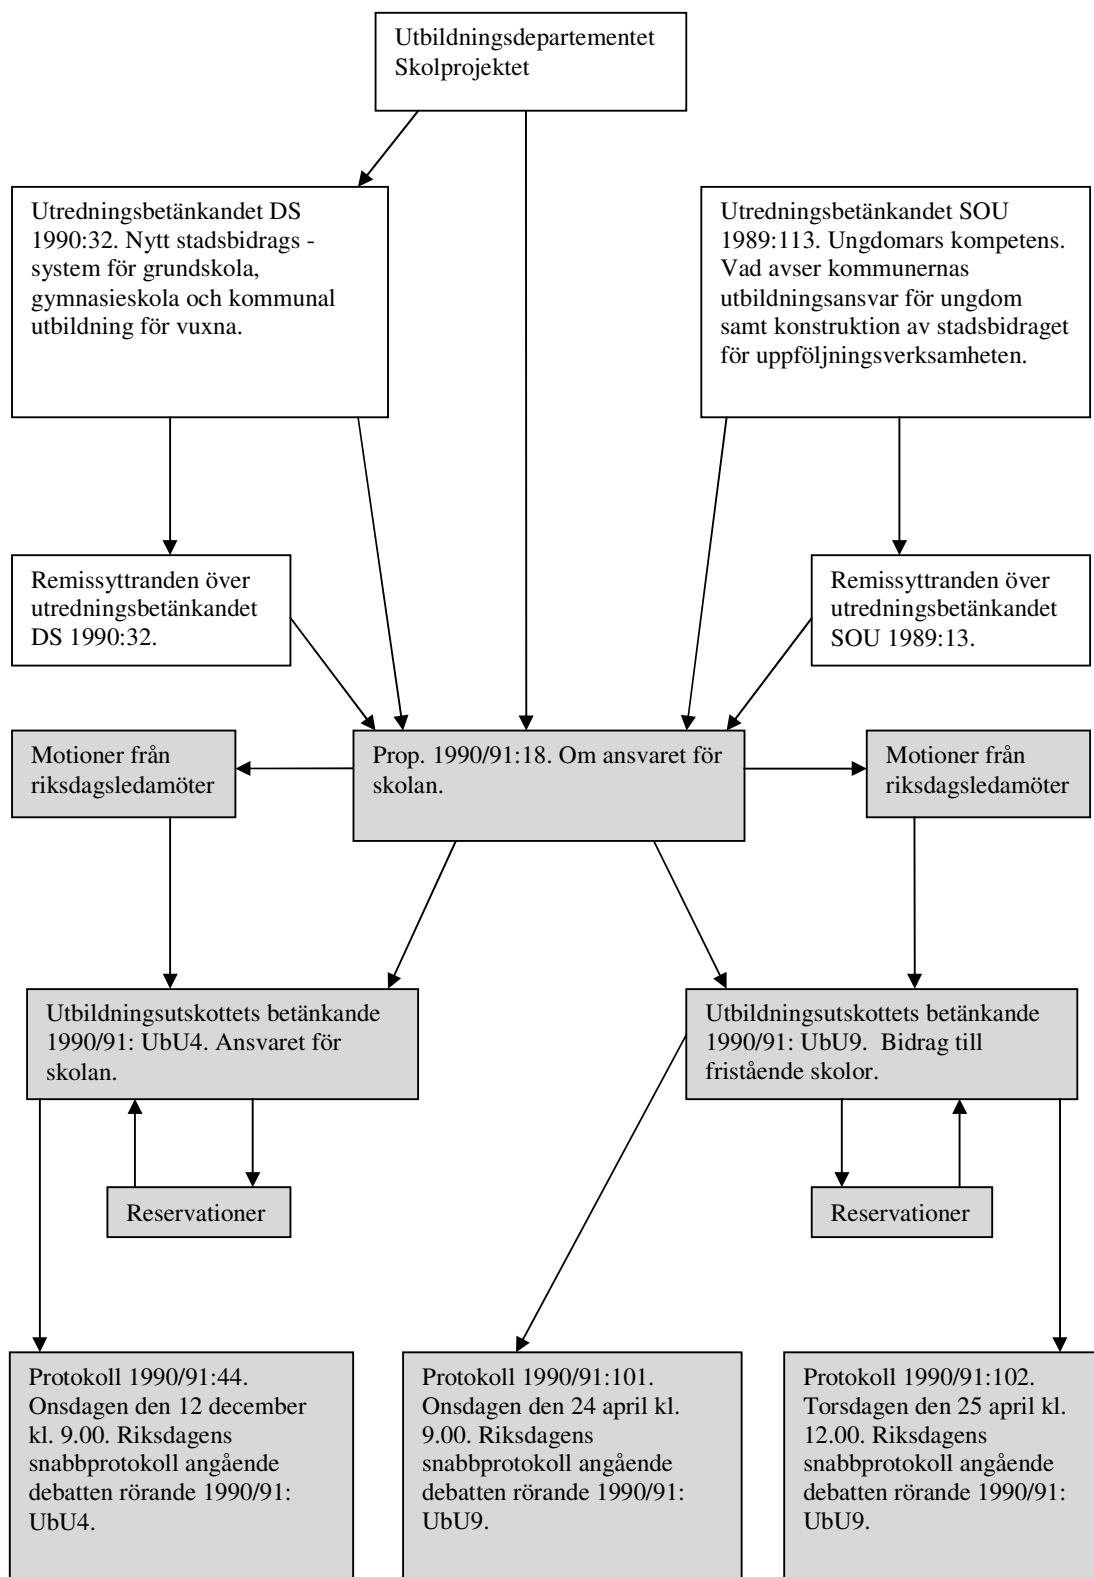 Utbildningsdepartementet
Skolprojektet
Utredningsbetänkandet DS
1990:32. Nytt stadsbidrags -
system för grundskola,
gymnasieskola och kommunal
utbildning för vuxna.
Utredningsbetänkandet SOU
1989:113. Ungdomars kompetens.
Vad avser kommunernas
utbildningsansvar för ungdom
samt konstruktion av stadsbidraget
för uppföljningsverksamheten.
Remissyttranden över
utredningsbetänkandet
DS 1990:32.
Remissyttranden över
utredningsbetänkandet
SOU 1989:13.
Motioner från
riksdagsledamöter
Prop. 1990/91:18. Om ansvaret för
skolan.
Motioner från
riksdagsledamöter
Utbildningsutskottets betänkande
1990/91: UbU4. Ansvaret för
skolan.
Utbildningsutskottets betänkande
1990/91: UbU9.  Bidrag till
fristående skolor.
Reservationer
Reservationer
Protokoll 1990/91:44.
Onsdagen den 12 december
kl. 9.00. Riksdagens
snabbprotokoll angående
debatten rörande 1990/91:
UbU4.
Protokoll 1990/91:101.
Onsdagen den 24 april kl.
9.00. Riksdagens
snabbprotokoll angående
debatten rörande 1990/91:
UbU9.
Protokoll 1990/91:102.
Torsdagen den 25 april kl.
12.00. Riksdagens
snabbprotokoll angående
debatten rörande 1990/91:
UbU9.